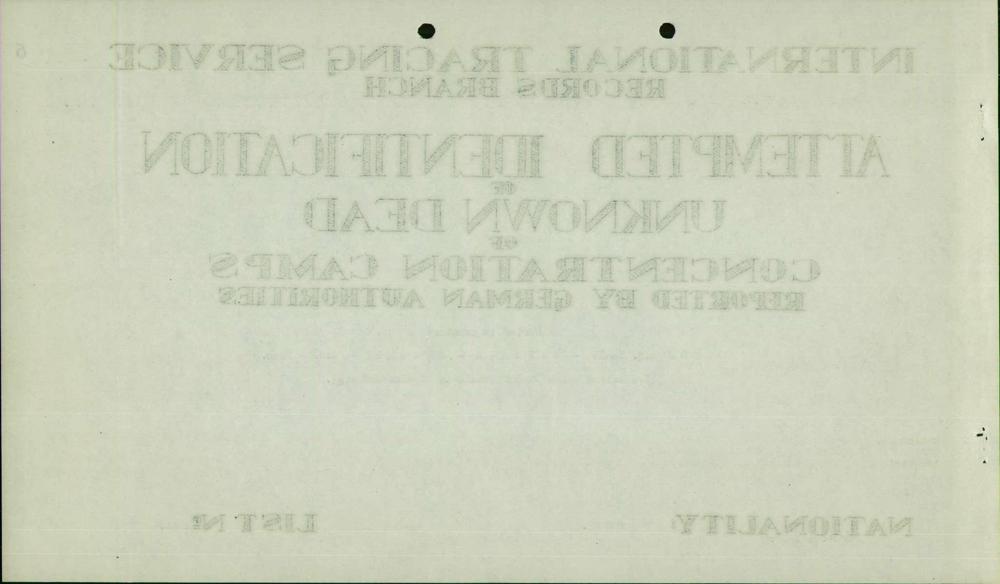 INTERNATIONAL TRACING SERVICE
RECORDS BRANCH
ATTEMPTED IDENTIFICATION
OF
UNKNOWN DEAD
OF
CONCENTRATION CAMPS
REPORTED BY GERMAN AUTHORITIES
NATIONALITY: LIST Nº